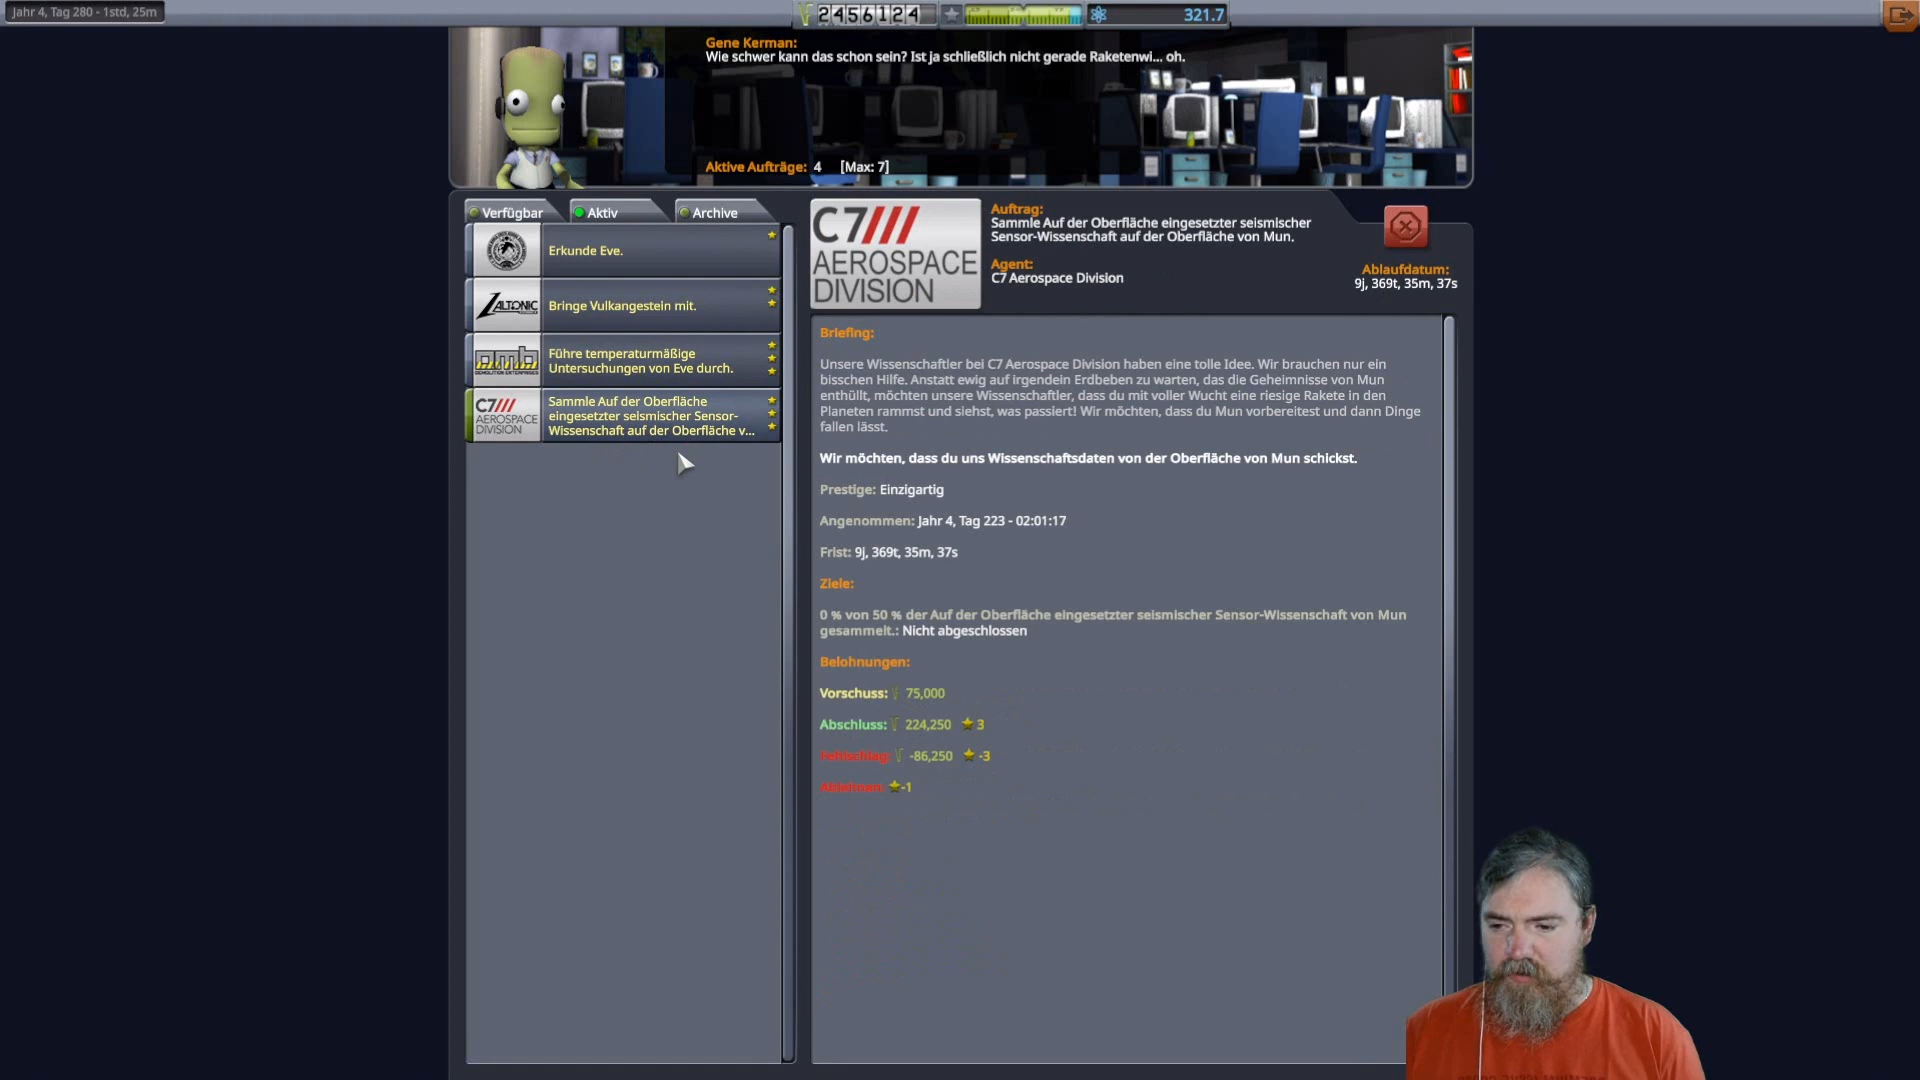 Jahr 4, Tag 280 - 1std, 25m
2456124
321.7
Gene Kerman:
Wie schwer kann das schon sein? Ist ja schließlich nicht gerade Raketenwi... oh.
Aktive Aufträge: 4 [Max: 7]
Verfügbar
Aktiv
Archive
Erkunde Eve.
Bringe Vulkangestein mit.
Führe temperaturmäßige
Untersuchungen von Eve durch.
C7///
AEROSPACE
DIVISION
Sammle Auf der Oberfläche
eingesetzter seismischer Sensor-
Wissenschaft auf der Oberfläche v...
C7///
AEROSPACE
DIVISION
Auftrag:
Sammle Auf der Oberfläche eingesetzter seismischer
Sensor-Wissenschaft auf der Oberfläche von Mun.
Agent:
C7 Aerospace Division
Ablaufdatum:
9j, 369t, 35m, 37s
Briefing:
Unsere Wissenschaftler bei C7 Aerospace Division haben eine tolle Idee. Wir brauchen nur ein
bisschen Hilfe. Anstatt ewig auf irgendein Erdbeben zu warten, das die Geheimnisse von Mun
enthüllt, möchten unsere Wissenschaftler, dass du mit voller Wucht eine riesige Rakete in den
Planeten rammst und siehst, was passiert! Wir möchten, dass du Mun vorbereitest und dann Dinge
fallen lässt.
Wir möchten, dass du uns Wissenschaftsdaten von der Oberfläche von Mun schickst.
Prestige: Einzigartig
Angenommen: Jahr 4, Tag 223 - 02:01:17
Frist: 9j, 369t, 35m, 37s
Ziele:
0 % von 50 % der Auf der Oberfläche eingesetzter seismischer Sensor-Wissenschaft von Mun
gesammelt.: Nicht abgeschlossen
Belohnungen:
Vorschuss: 75,000
Abschluss: 224,250 3
Fehlschlag: -86,250 -3
Ablehnen: -1